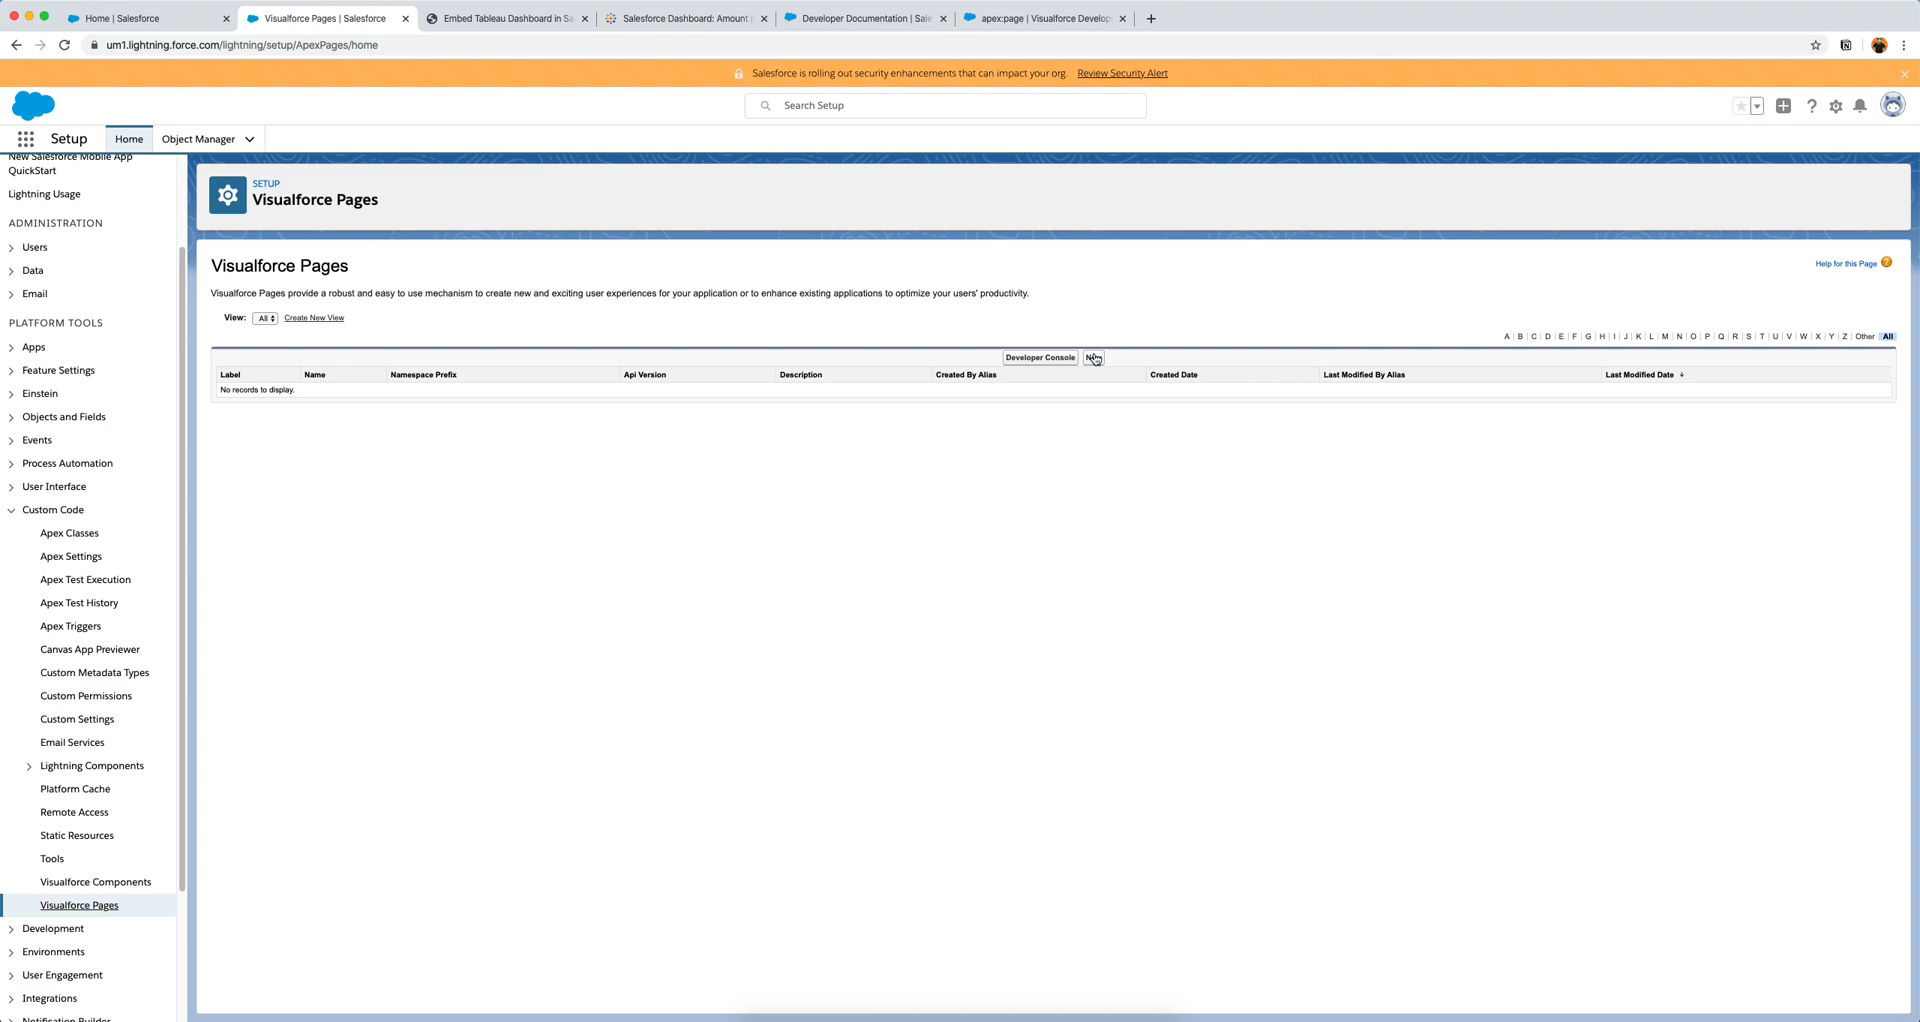 Home | Salesforce
Visualforce Pages | Salesforce
Embed Tableau Dashboard in Sa
Salesforce Dashboard: Amount
Developer Documentation | Sale
apex:page | Visualforce Develop
um1.lightning.force.com/lightning/setup/ApexPages/home
Salesforce is rolling out security enhancements that can impact your org. Review Security Alert
Search Setup
Setup Home Object Manager
New Salesforce Mobile App
QuickStart
Lightning Usage
ADMINISTRATION
Users
Data
Email
PLATFORM TOOLS
Apps
Feature Settings
Einstein
Objects and Fields
Events
Process Automation
User Interface
Custom Code
Apex Classes
Apex Settings
Apex Test Execution
Apex Test History
Apex Triggers
Canvas App Previewer
Custom Metadata Types
Custom Permissions
Custom Settings
Email Services
Lightning Components
Platform Cache
Remote Access
Static Resources
Tools
Visualforce Components
Visualforce Pages
Development
Environments
User Engagement
Integrations
Notification Builder
SETUP
Visualforce Pages
Visualforce Pages
Help for this Page
Visualforce Pages provide a robust and easy to use mechanism to create new and exciting user experiences for your application or to enhance existing applications to optimize your users' productivity.
View: All Create New View
A | B | C | D | E | F | G | H | I | J | K | L | M | N | O | P | Q | R | S | T | U | V | W | X | Y | Z | Other All
Developer Console
Label Name Namespace Prefix Api Version Description Created By Alias Created Date Last Modified By Alias Last Modified Date
No records to display.